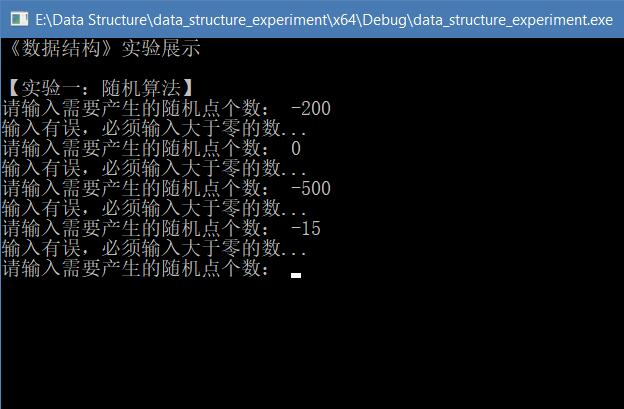 E:\Data Structure\data_structure_experiment\x64\Debug\data_structure_experiment.exe
《数据结构》实验展示
【实验一：随机算法】
请输入需要产生的随机点个数： -200
输入有误，必须输入大于零的数...
请输入需要产生的随机点个数： 0
输入有误，必须输入大于零的数...
请输入需要产生的随机点个数： -500
输入有误，必须输入大于零的数...
请输入需要产生的随机点个数： -15
输入有误，必须输入大于零的数...
请输入需要产生的随机点个数：